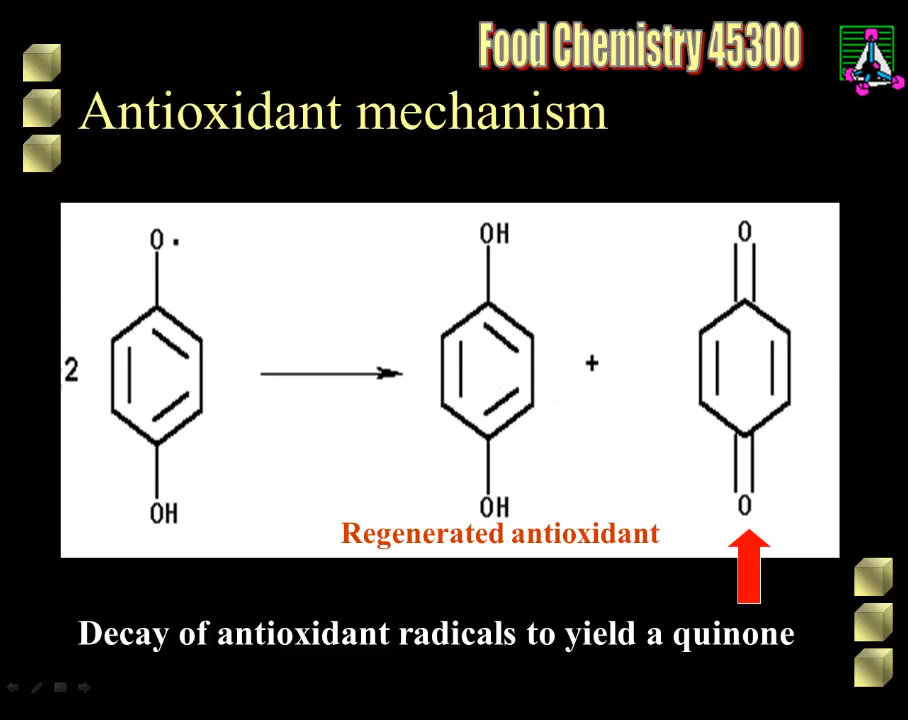 Food Chemistry 45300
Antioxidant mechanism
O·
OH
O
2
+
OH
OH
O
Regenerated antioxidant
Decay of antioxidant radicals to yield a quinone